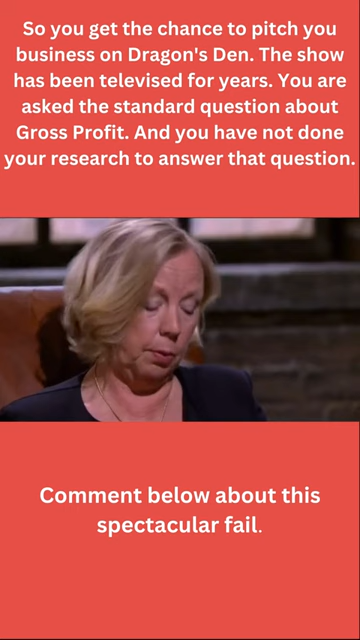 So you get the chance to pitch you
business on Dragon's Den. The show
has been televised for years. You are
asked the standard question about
Gross Profit. And you have not done
your research to answer that question.
Comment below about this
spectacular fail.